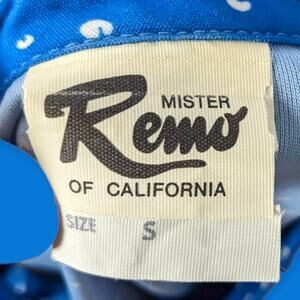 MISTER
Remo
OF CALIFORNIA
SIZE S